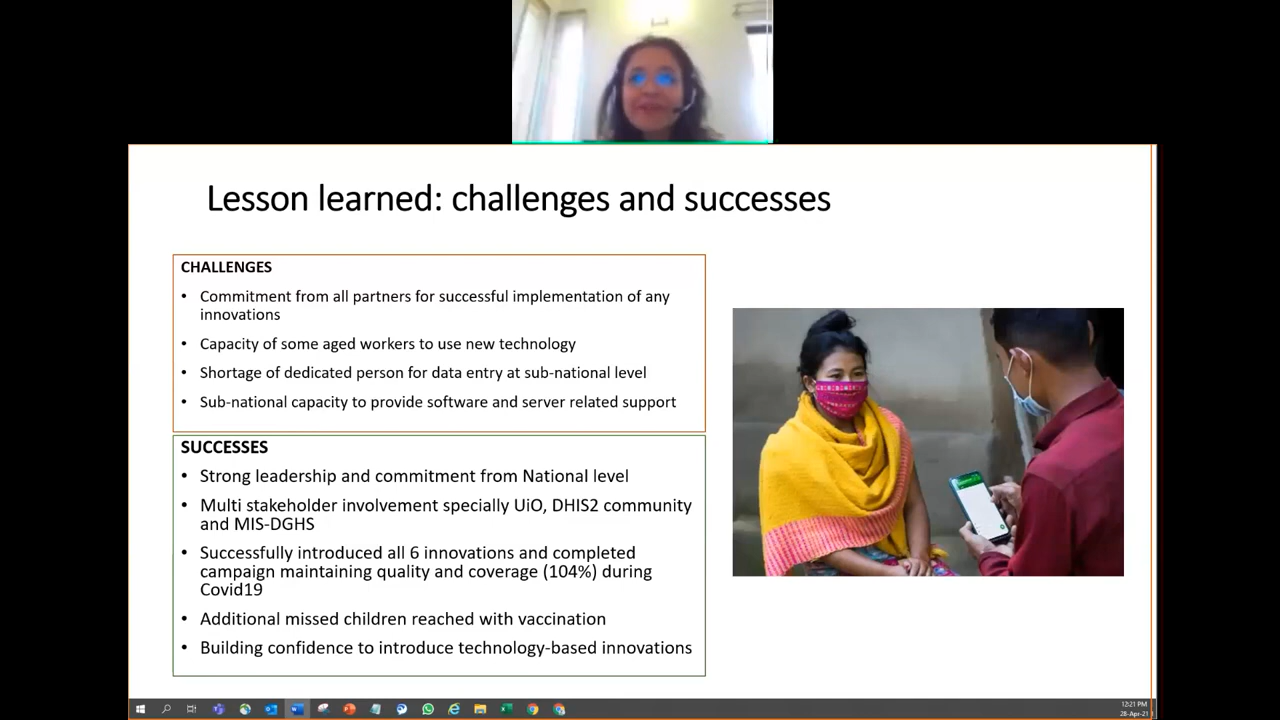 Lesson learned: challenges and successes
CHALLENGES
• Commitment from all partners for successful implementation of any
innovations
• Capacity of some aged workers to use new technology
• Shortage of dedicated person for data entry at sub-national level
• Sub-national capacity to provide software and server related support
SUCCESSES
• Strong leadership and commitment from National level
• Multi stakeholder involvement specially UiO, DHIS2 community
and MIS-DGHS
• Successfully introduced all 6 innovations and completed
campaign maintaining quality and coverage (104%) during
Covid19
• Additional missed children reached with vaccination
• Building confidence to introduce technology-based innovations
12:21 PM
28-Apr-21